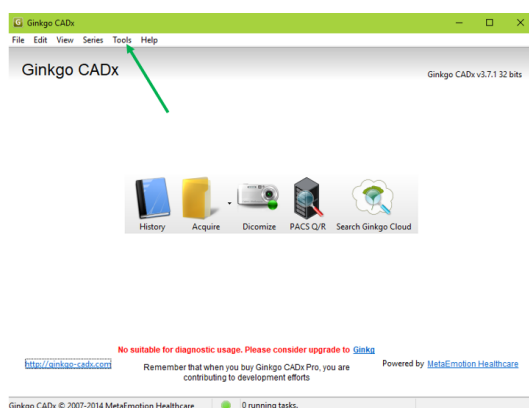 Ginkgo CADx
File Edit View Series Tools Help
Ginkgo CADx
Ginkgo CADx v3.7.1 32 bits
History Acquire Dicomize PACS Q/R Search Ginkgo Cloud
No suitable for diagnostic usage. Please consider upgrade to Ginkg
http://ginkgo-cadx.com
Remember that when you buy Ginkgo CADx Pro, you are
contributing to development efforts
Powered by MetaEmotion Healthcare
Ginkgo CADx © 2007-2014 MetaEmotion Healthcare 0 running tasks.